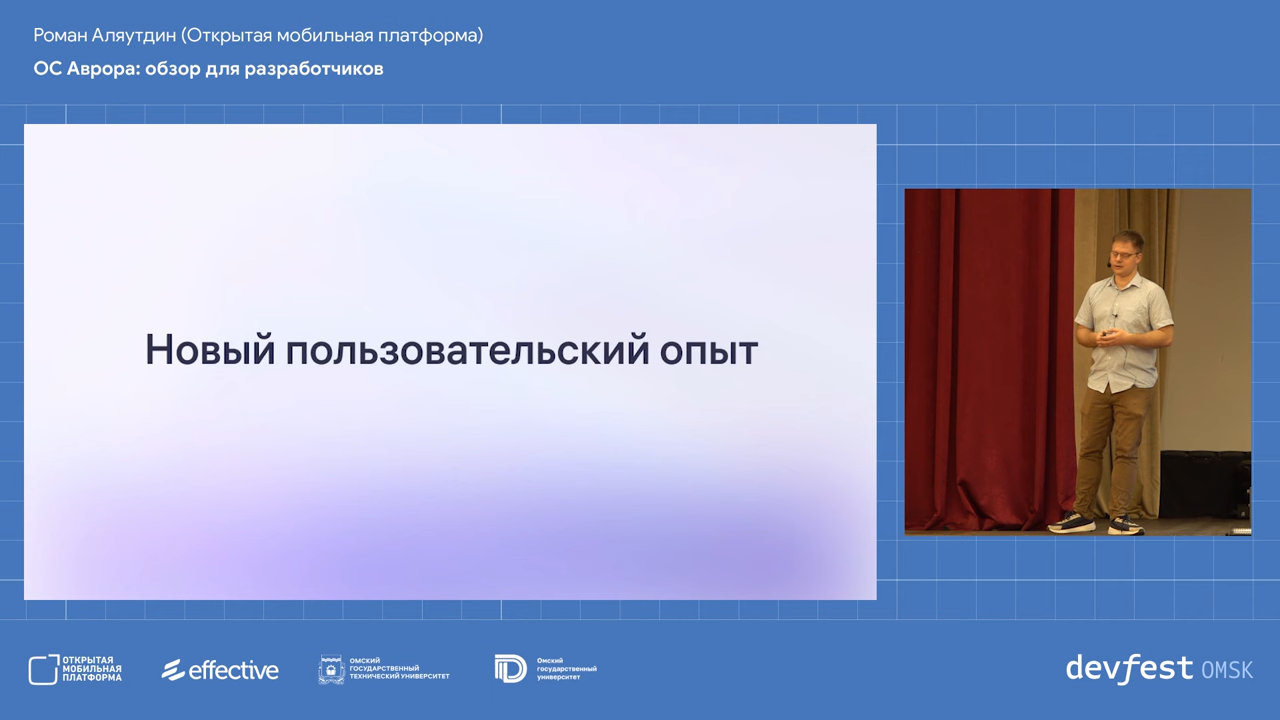 Роман Аляутдин (Открытая мобильная платформа)
ОС Аврора: обзор для разработчиков
Новый пользовательский опыт
ОТКРЫТАЯ
МОБИЛЬНАЯ
ПЛАТФОРМА
effective
ОМСКИЙ
ГОСУДАРСТВЕННЫЙ
ТЕХНИЧЕСКИЙ УНИВЕРСИТЕТ
Омский
государственный
университет
devfest OMSK